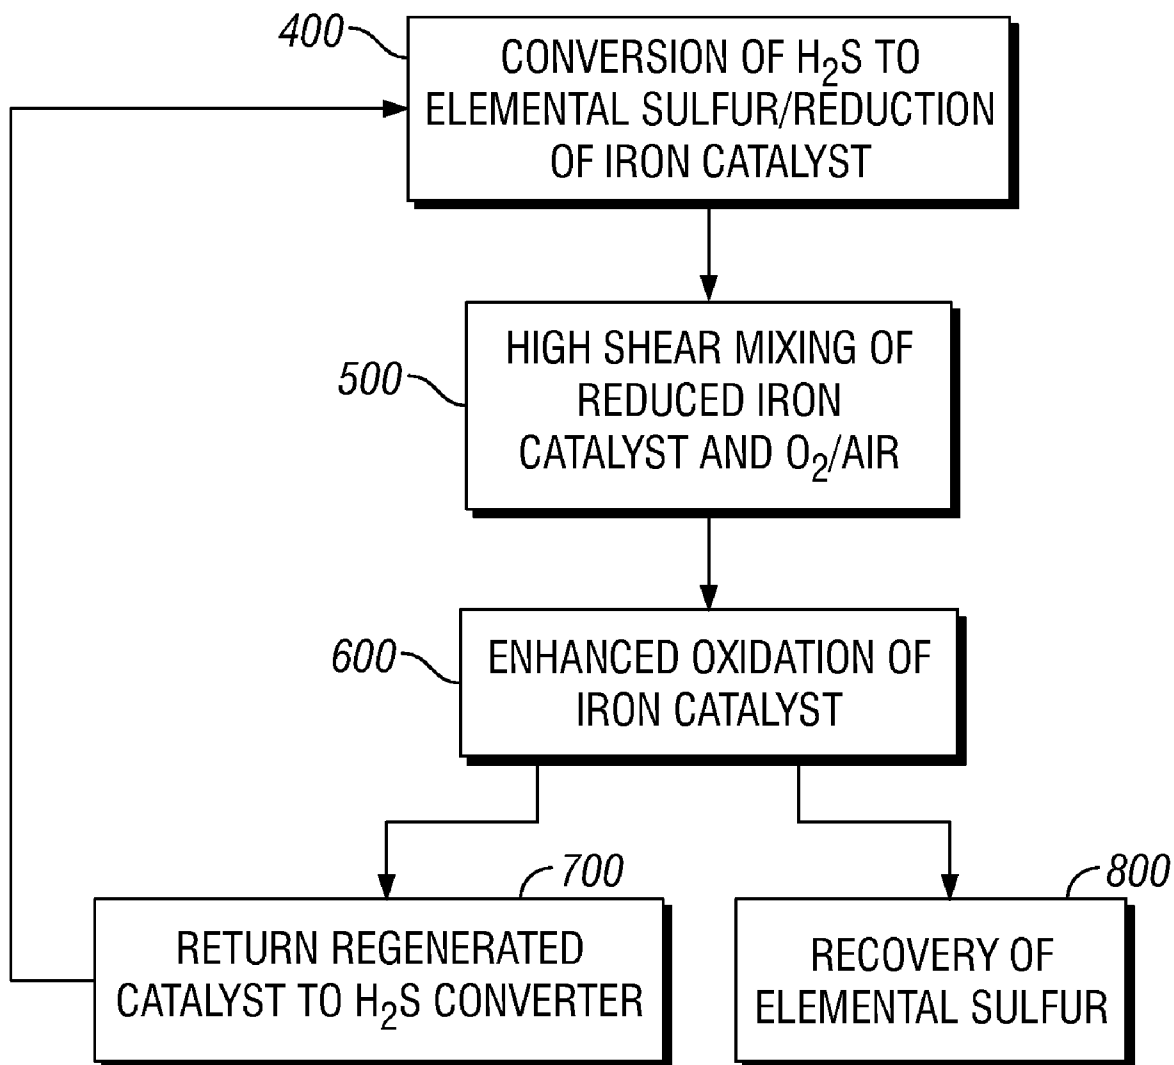 400
CONVERSION OF H₂S TO
ELEMENTAL SULFUR/REDUCTION
OF IRON CATALYST
500
HIGH SHEAR MIXING OF
REDUCED IRON
CATALYST AND O₂/AIR
600
ENHANCED OXIDATION OF
IRON CATALYST
700
RETURN REGENERATED
CATALYST TO H₂S CONVERTER
800
RECOVERY OF
ELEMENTAL SULFUR